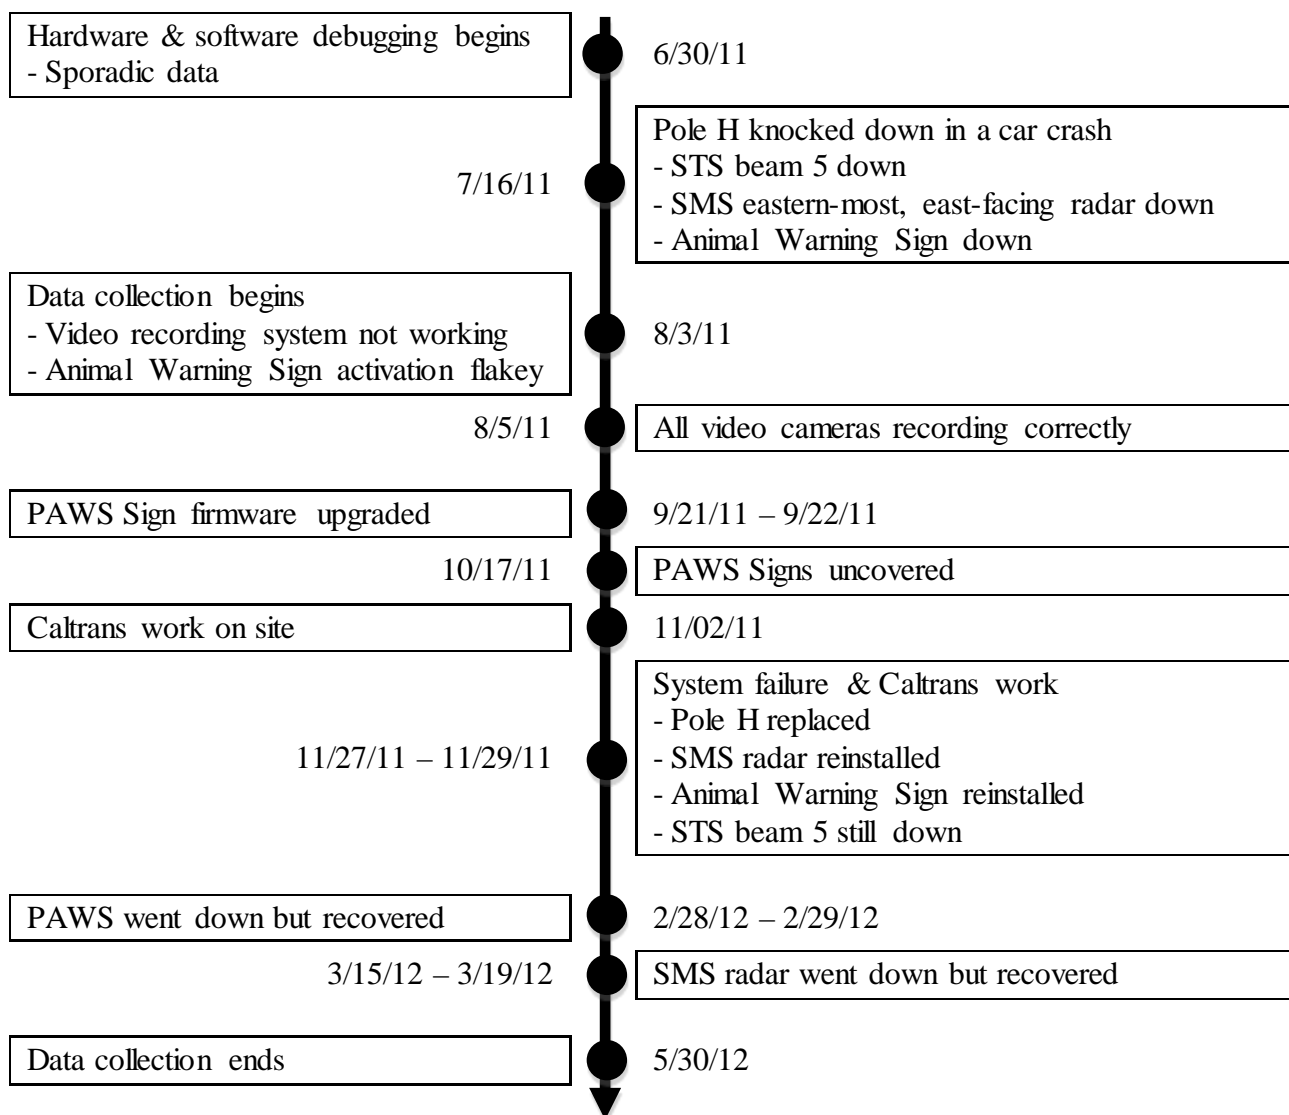 Hardware & software debugging begins
- Sporadic data
6/30/11
7/16/11
Pole H knocked down in a car crash
- STS beam 5 down
- SMS eastern-most, east-facing radar down
- Animal Warning Sign down
Data collection begins
- Video recording system not working
- Animal Warning Sign activation flakey
8/3/11
8/5/11
All video cameras recording correctly
PAWS Sign firmware upgraded
9/21/11 – 9/22/11
10/17/11
PAWS Signs uncovered
Caltrans work on site
11/02/11
11/27/11 – 11/29/11
System failure & Caltrans work
- Pole H replaced
- SMS radar reinstalled
- Animal Warning Sign reinstalled
- STS beam 5 still down
PAWS went down but recovered
2/28/12 – 2/29/12
3/15/12 – 3/19/12
SMS radar went down but recovered
Data collection ends
5/30/12